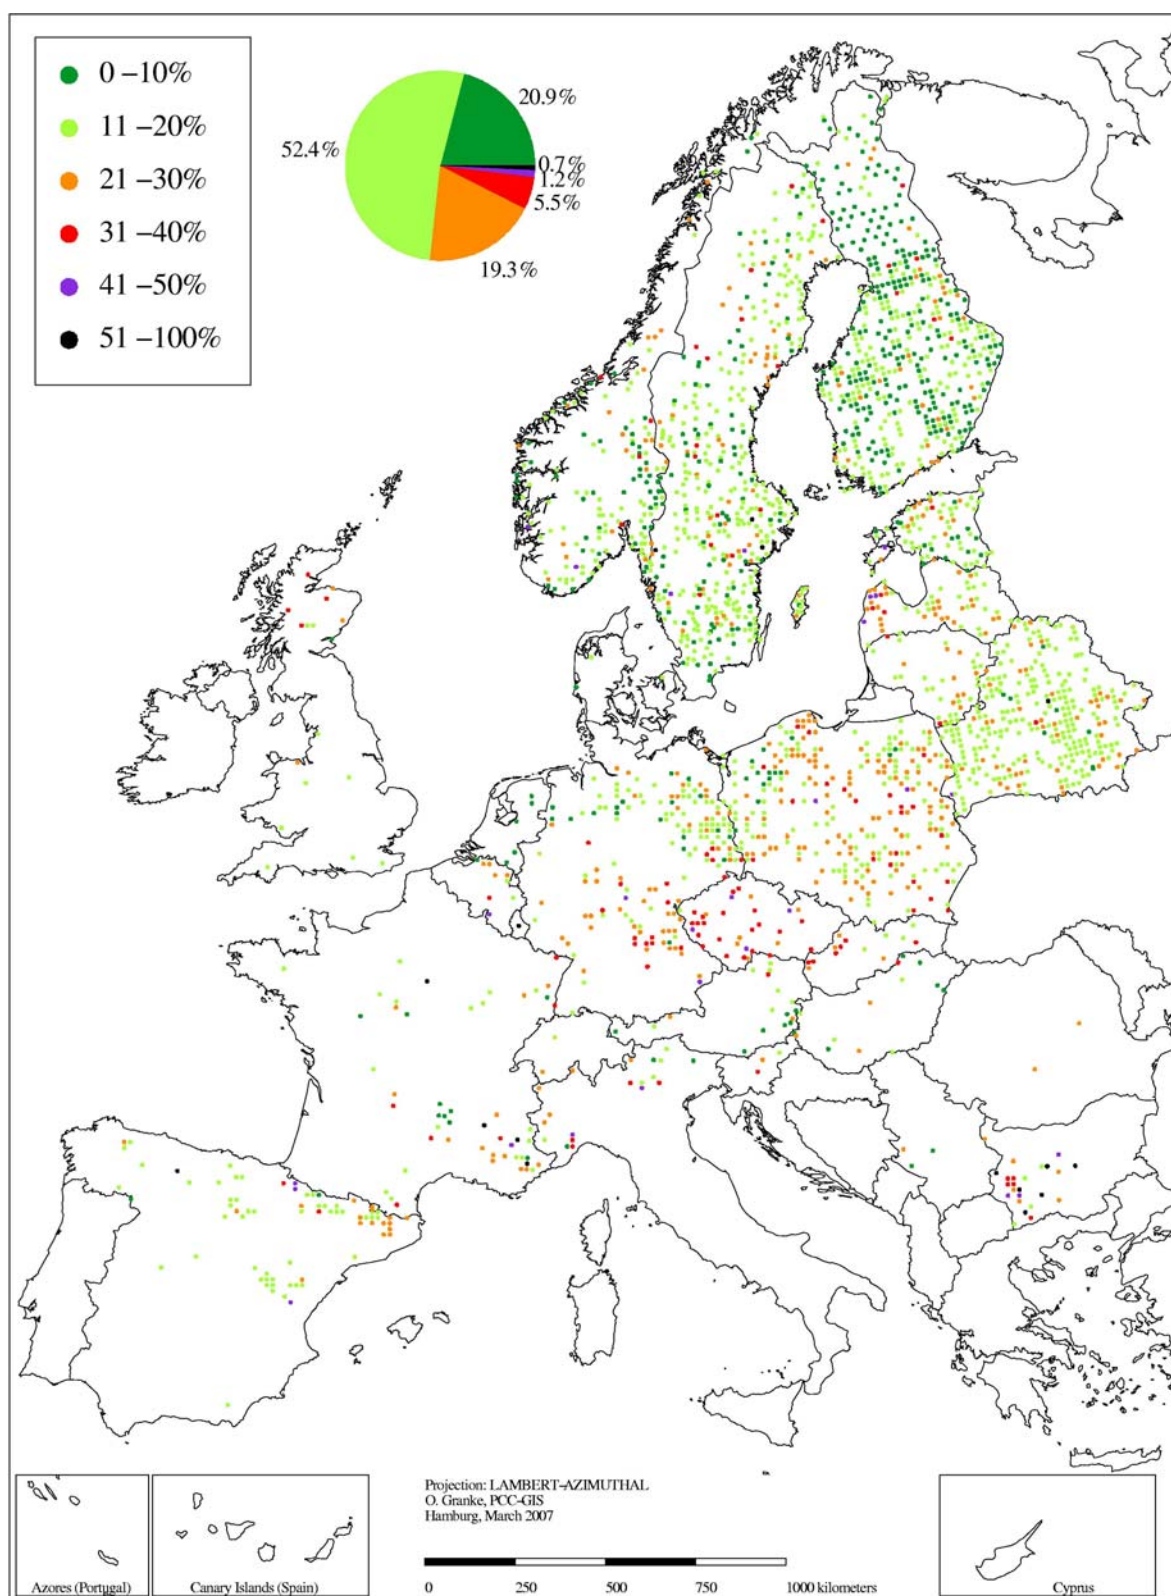 0 –10%
11 –20%
21 –30%
31 –40%
41 –50%
51 –100%
20.9%
52.4%
0.7%
1.2%
5.5%
19.3%
Projection: LAMBERT–AZIMUTHAL
O. Granke, PCC-GIS
Hamburg, March 2007
0 250 500 750 1000 kilometers
Azores (Portugal)
Canary Islands (Spain)
Cyprus